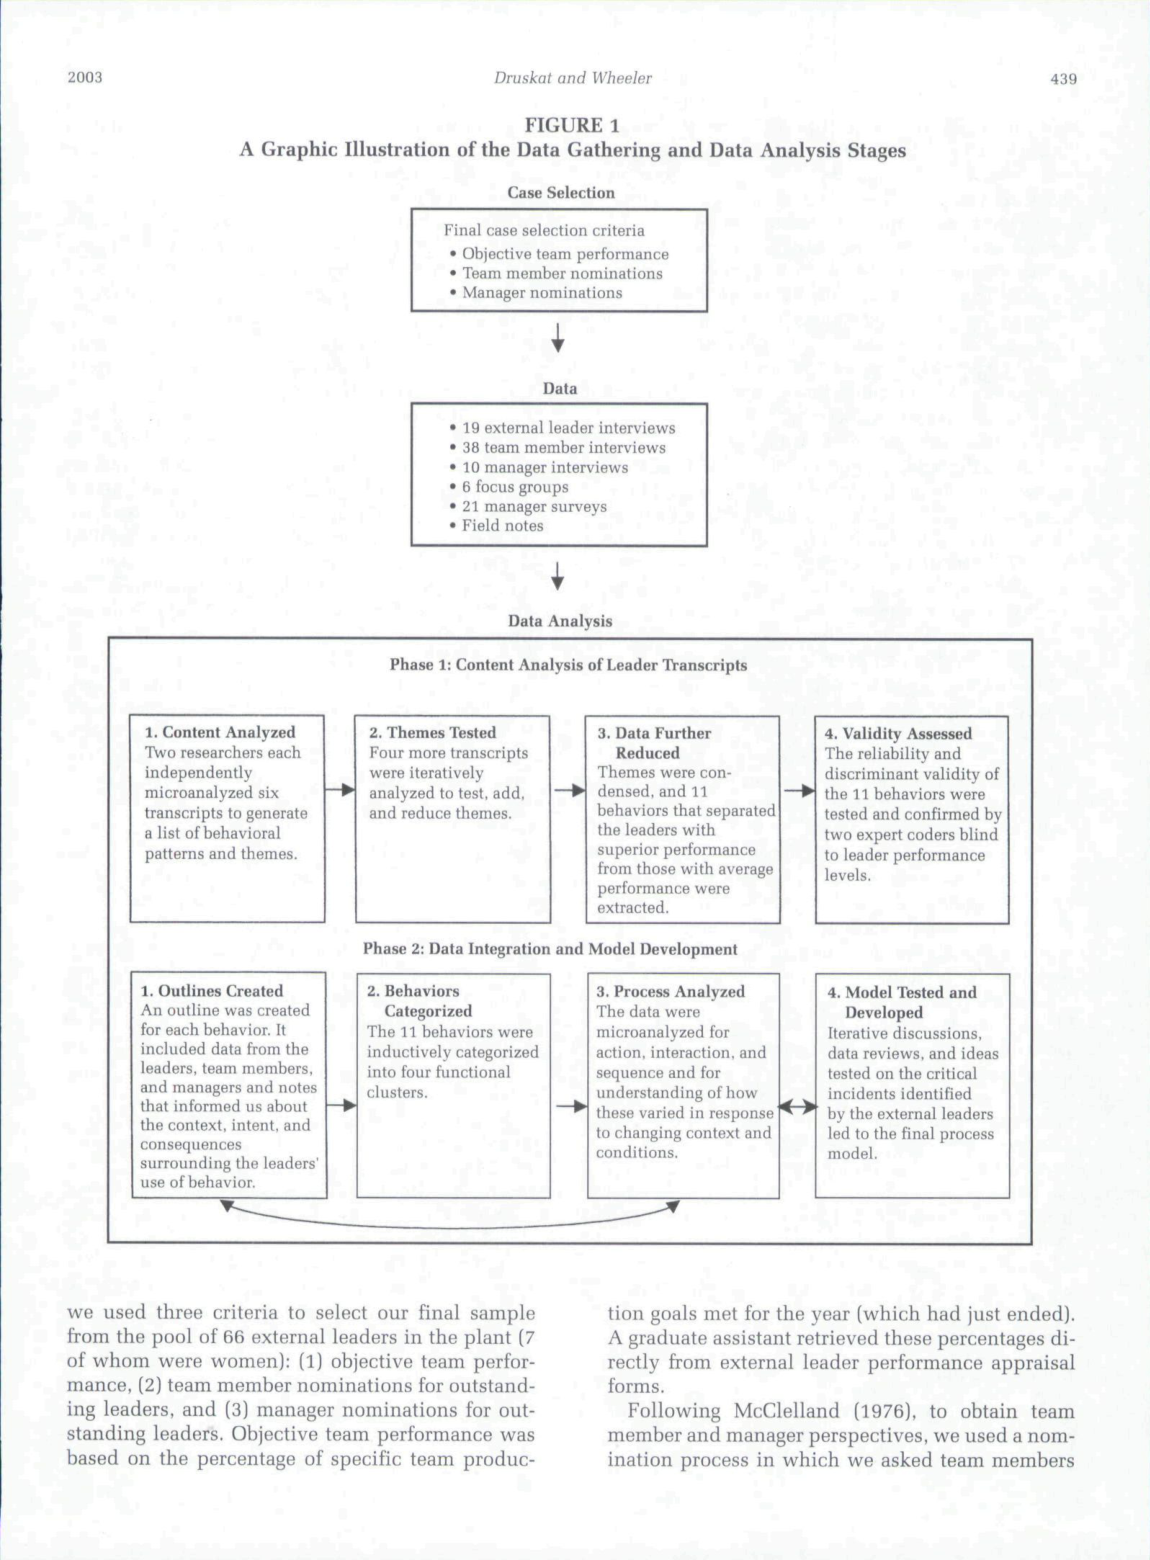 2003
Druskat and Wheeler
439
FIGURE 1
A Graphic Illustration of the Data Gathering and Data Analysis Stages
Case Selection
Final case selection criteria
• Objective team performance
• Team member nominations
• Manager nominations
Data
• 19 external leader interviews
• 38 team member interviews
• 10 manager interviews
• 6 focus groups
• 21 manager surveys
• Field notes
Data Analysis
Phase 1: Content Analysis of Leader Transcripts
1. Content Analyzed
Two researchers each
independently
microanalyzed six
transcripts to generate
a list of behavioral
patterns and themes.
2. Themes Tested
Four more transcripts
were iteratively
analyzed to test, add,
and reduce themes.
3. Data Further
Reduced
Themes were con-
densed, and 11
behaviors that separated
the leaders with
superior performance
from those with average
performance were
extracted.
4. Validity Assessed
The reliability and
discriminant validity of
the 11 behaviors were
tested and confirmed by
two expert coders blind
to leader performance
levels.
Phase 2: Data Integration and Model Development
1. Outlines Created
An outline was created
for each behavior. It
included data from the
leaders, team members,
and managers and notes
that informed us about
the context, intent, and
consequences
surrounding the leaders'
use of behavior.
2. Behaviors
Categorized
The 11 behaviors were
inductively categorized
into four functional
clusters.
3. Process Analyzed
The data were
microanalyzed for
action, interaction, and
sequence and for
understanding of how
these varied in response
to changing context and
conditions.
4. Model Tested and
Developed
Iterative discussions,
data reviews, and ideas
tested on the critical
incidents identified
by the external leaders
led to the final process
model.
we used three criteria to select our final sample
from the pool of 66 external leaders in the plant (7
of whom were women): (1) objective team perfor-
mance, (2) team member nominations for outstand-
ing leaders, and (3) manager nominations for out-
standing leaders. Objective team performance was
based on the percentage of specific team produc-
tion goals met for the year (which had just ended).
A graduate assistant retrieved these percentages di-
rectly from external leader performance appraisal
forms.
Following McClelland (1976), to obtain team
member and manager perspectives, we used a nom-
ination process in which we asked team members